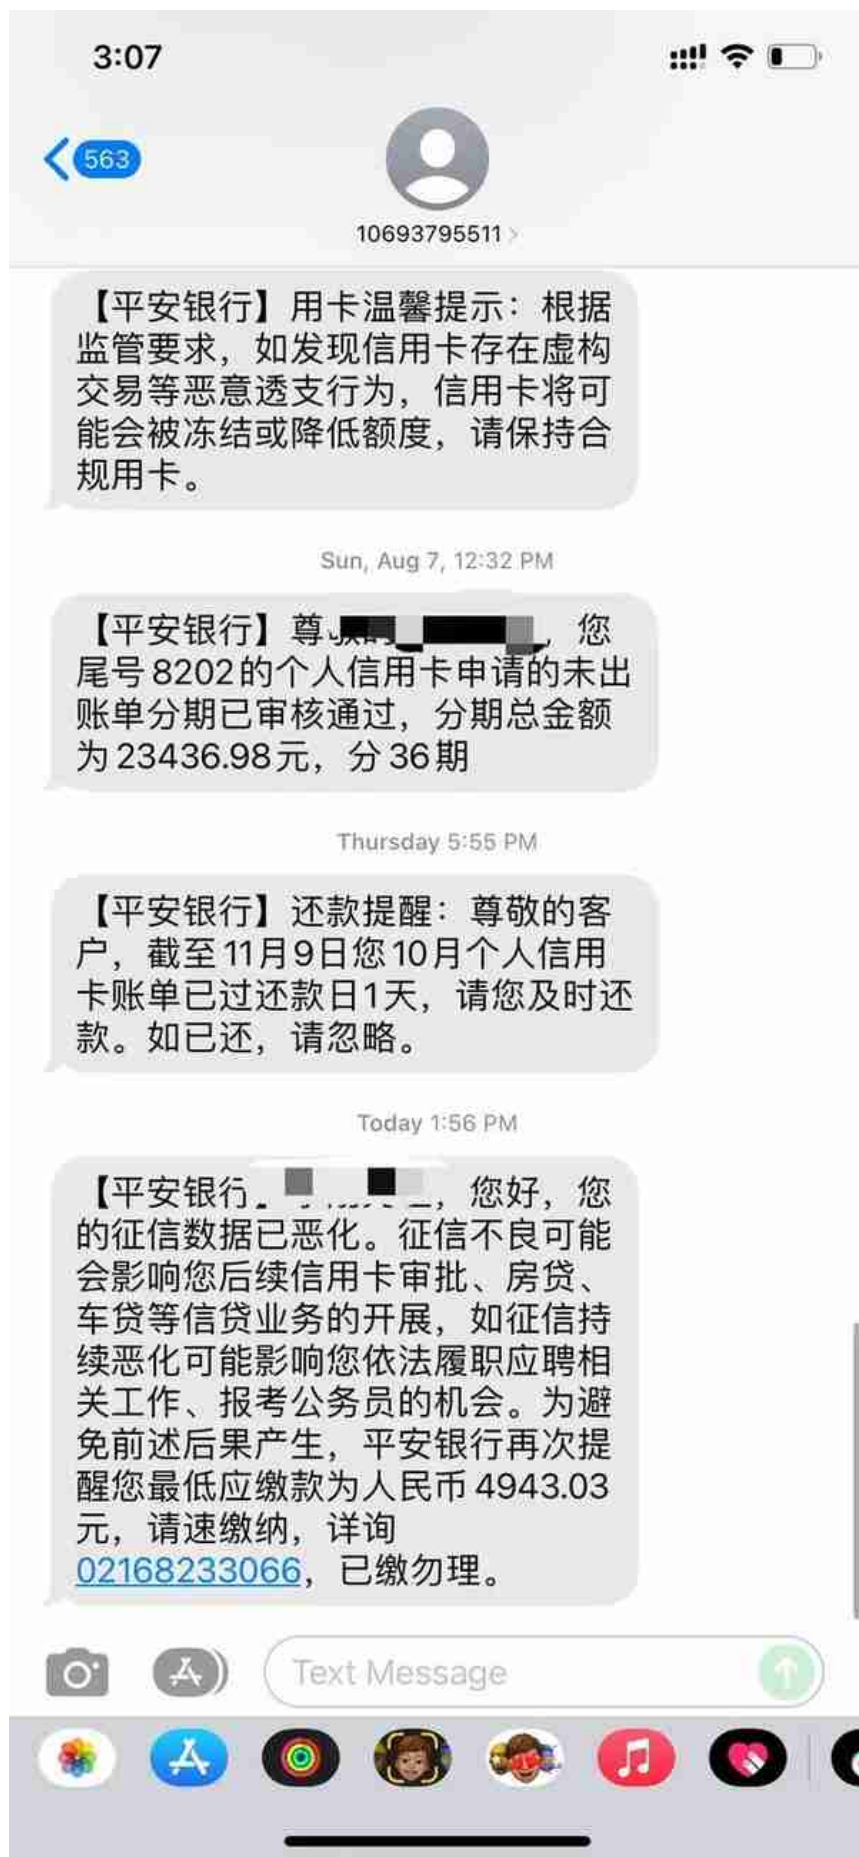 3:07
563
10693795511
【平安银行】用卡温馨提示：根据
监管要求，如发现信用卡存在虚构
交易等恶意透支行为，信用卡将可
能会被冻结或降低额度，请保持合
规用卡。
Sun, Aug 7, 12:32 PM
【平安银行】尊，您
尾号8202的个人信用卡申请的未出
账单分期已审核通过，分期总金额
为23436.98元，分36期
Thursday 5:55 PM
【平安银行】还款提醒：尊敬的客
户，截至11月9日您10月个人信用
卡账单已过还款日1天，请您及时还
款。如已还，请忽略。
Today 1:56 PM
【平安银行，您好，您
的征信数据已恶化。征信不良可能
会影响您后续信用卡审批、房贷、
车贷等信贷业务的开展，如征信持
续恶化可能影响您依法履职应聘相
关工作、报考公务员的机会。为避
免前述后果产生，平安银行再次提
醒您最低应缴款为人民币4943.03
元，请速缴纳，详询
02168233066，已缴勿理。
Text Message